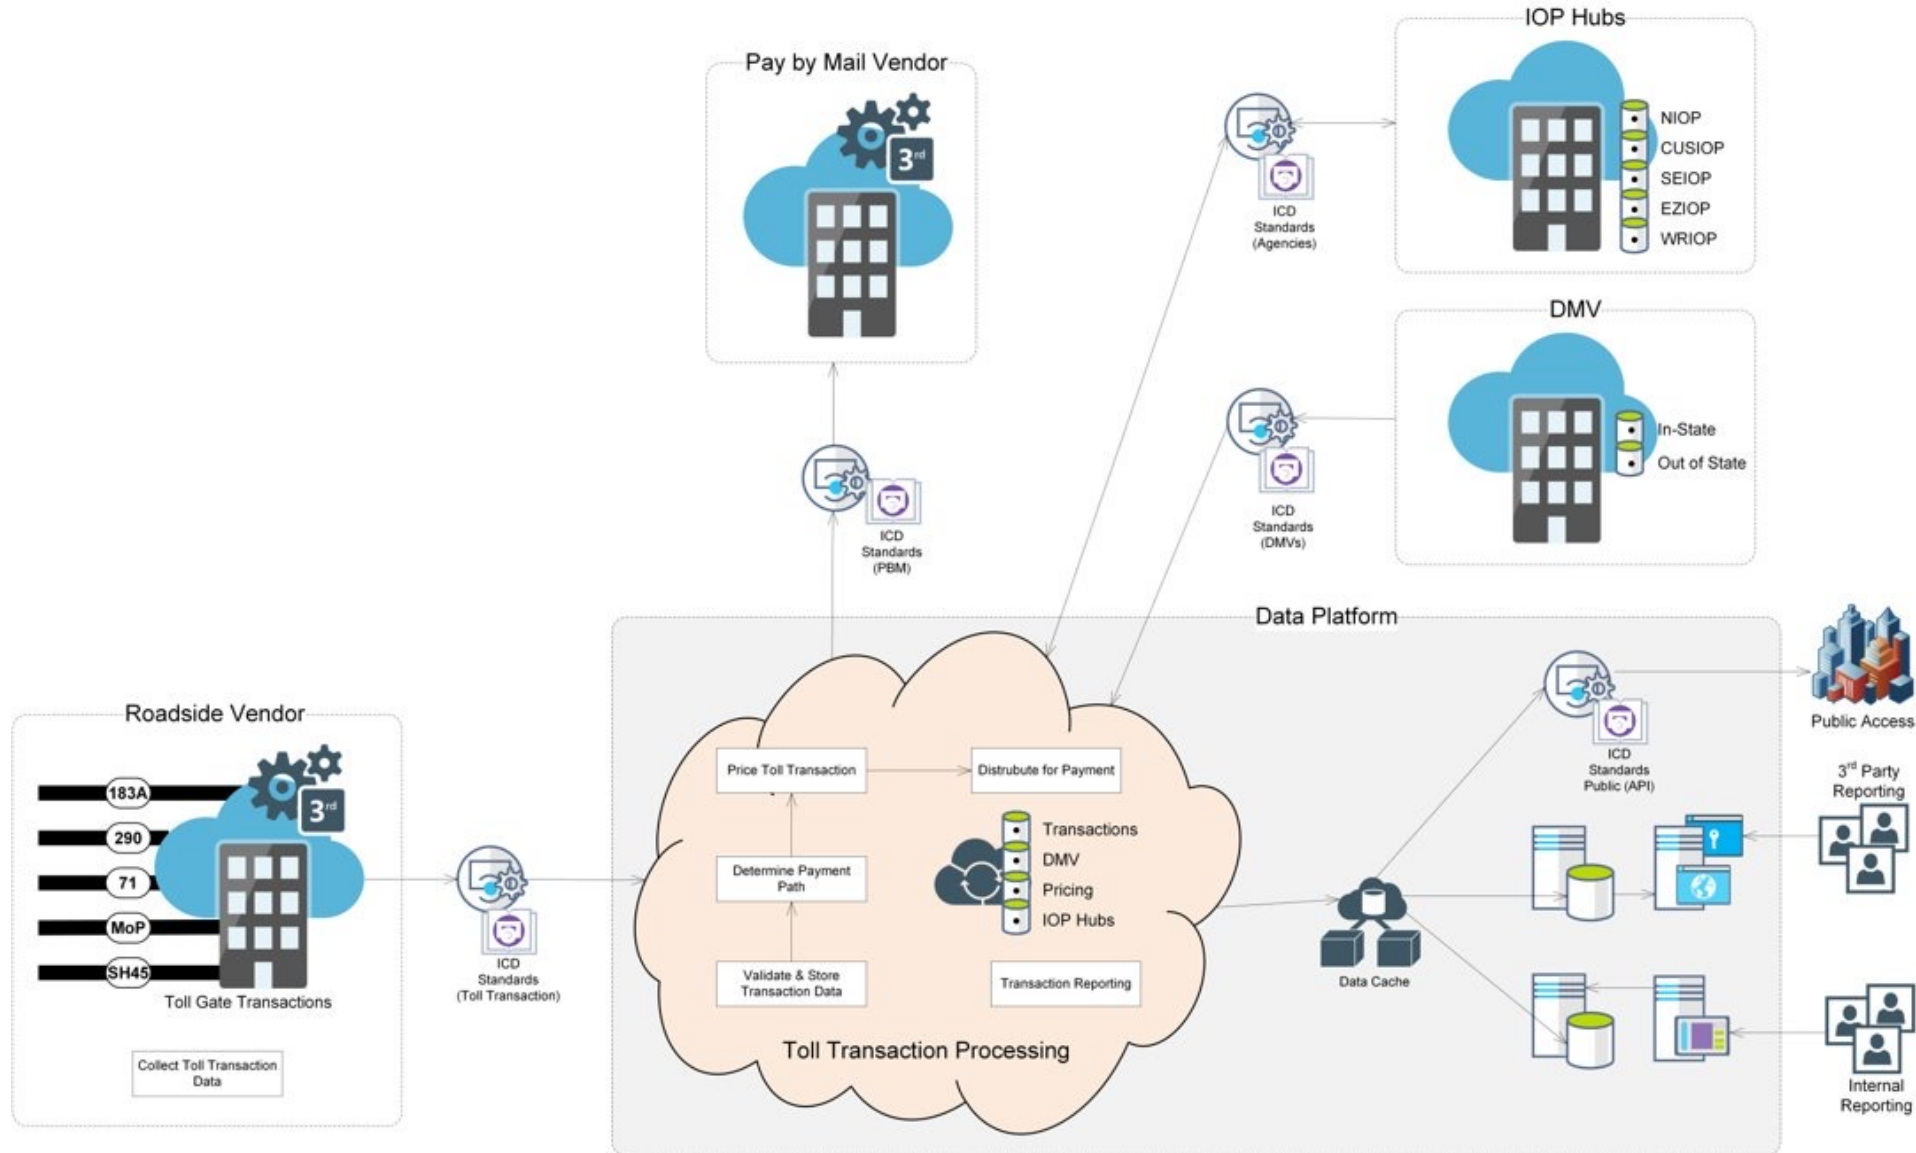 IOP Hubs
NIOP
CUSIOP
SEIOP
EZIOP
WRIOP
ICD
Standards
(Agencies)
Pay by Mail Vendor
3rd
ICD
Standards
(PBM)
DMV
In-State
Out of State
ICD
Standards
(DMVs)
Roadside Vendor
183A
290
71
MoP
SH45
3rd
Toll Gate Transactions
Collect Toll Transaction
Data
ICD
Standards
(Toll Transaction)
Data Platform
Price Toll Transaction
Distrubute for Payment
Determine Payment
Path
Validate & Store
Transaction Data
Transactions
DMV
Pricing
IOP Hubs
Transaction Reporting
Toll Transaction Processing
Data Cache
ICD
Standards
Public (API)
Public Access
3rd Party
Reporting
Internal
Reporting